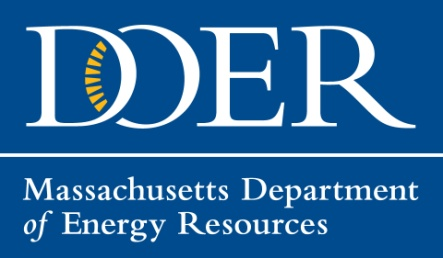 DOER
Massachusetts Department
of Energy Resources